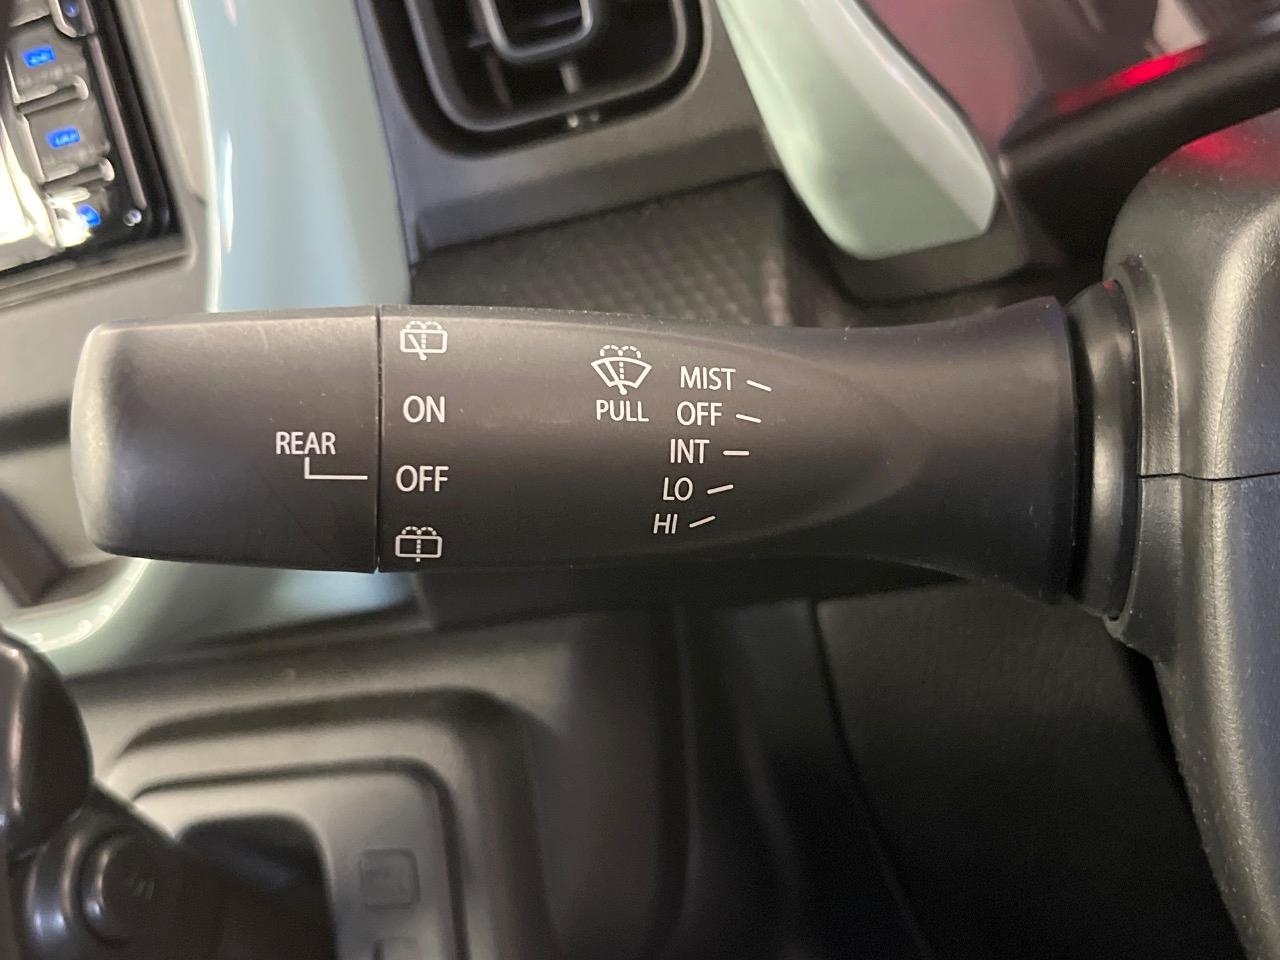 REAR
ON
OFF
PULL
MIST
OFF
INT
LO
HI